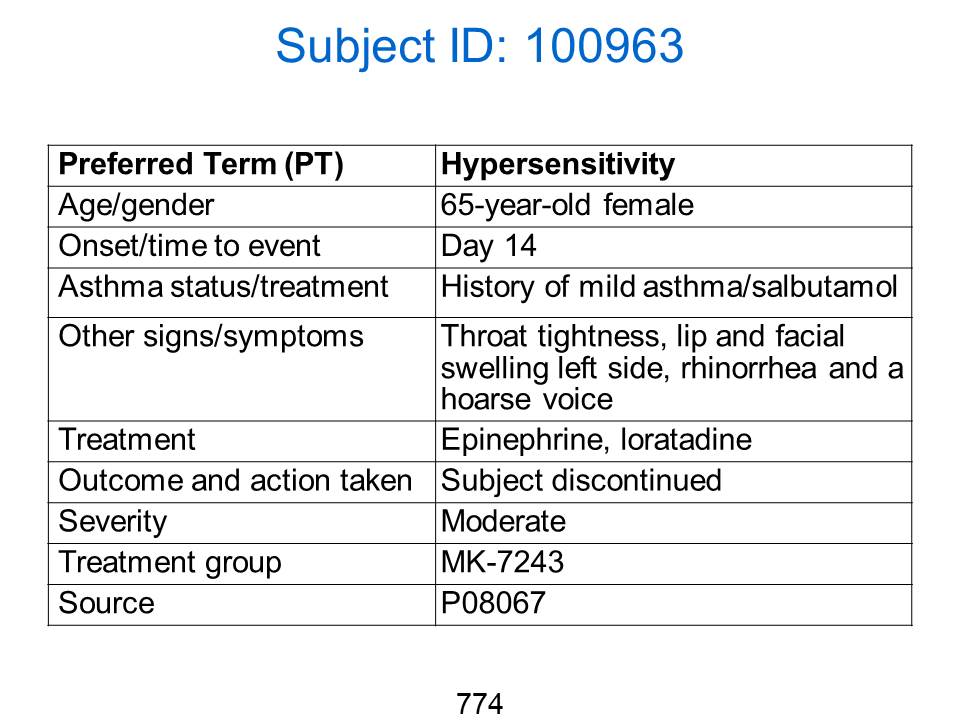 Subject ID: 100963
Preferred Term (PT) Hypersensitivity
Age/gender 65-year-old female
Onset/time to event Day 14
Asthma status/treatment History of mild asthma/salbutamol
Other signs/symptoms Throat tightness, lip and facial
swelling left side, rhinorrhea and a
hoarse voice
Treatment Epinephrine, loratadine
Outcome and action taken Subject discontinued
Severity Moderate
Treatment group MK-7243
Source P08067
774